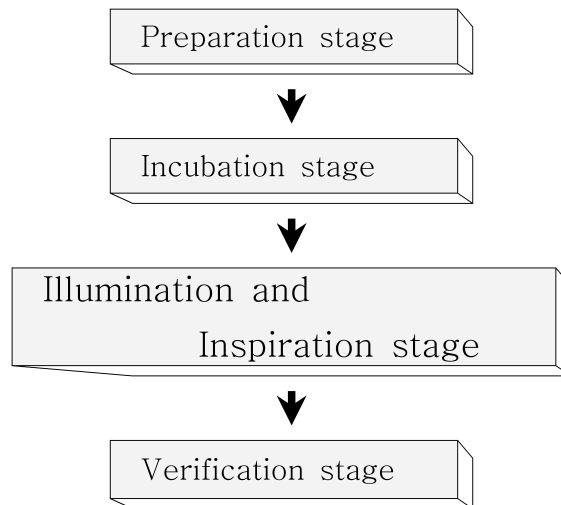 Preparation stage
Incubation stage
Illumination and
Inspiration stage
Verification stage